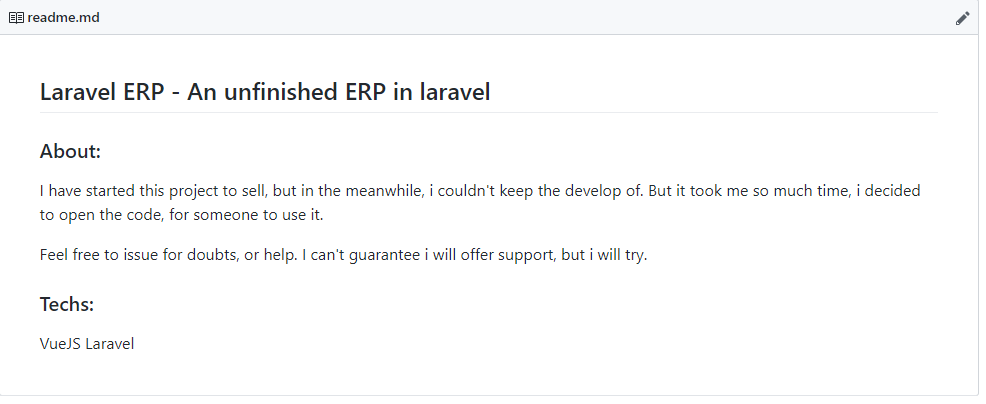 readme.md
Laravel ERP - An unfinished ERP in laravel
About:
I have started this project to sell, but in the meanwhile, i couldn't keep the develop of. But it took me so much time, i decided
to open the code, for someone to use it.
Feel free to issue for doubts, or help. I can't guarantee i will offer support, but i will try.
Techs:
VueJS Laravel